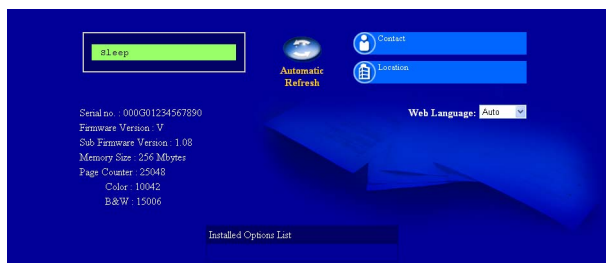 Sleep
Automatic
Refresh
Contact
Location
Serial no. : 000G01234567890
Firmware Version : V
Sub Firmware Version : 1.08
Memory Size : 256 Mbytes
Page Counter : 25048
Color : 10042
B&W : 15006
Web Language: Auto
Installed Options List